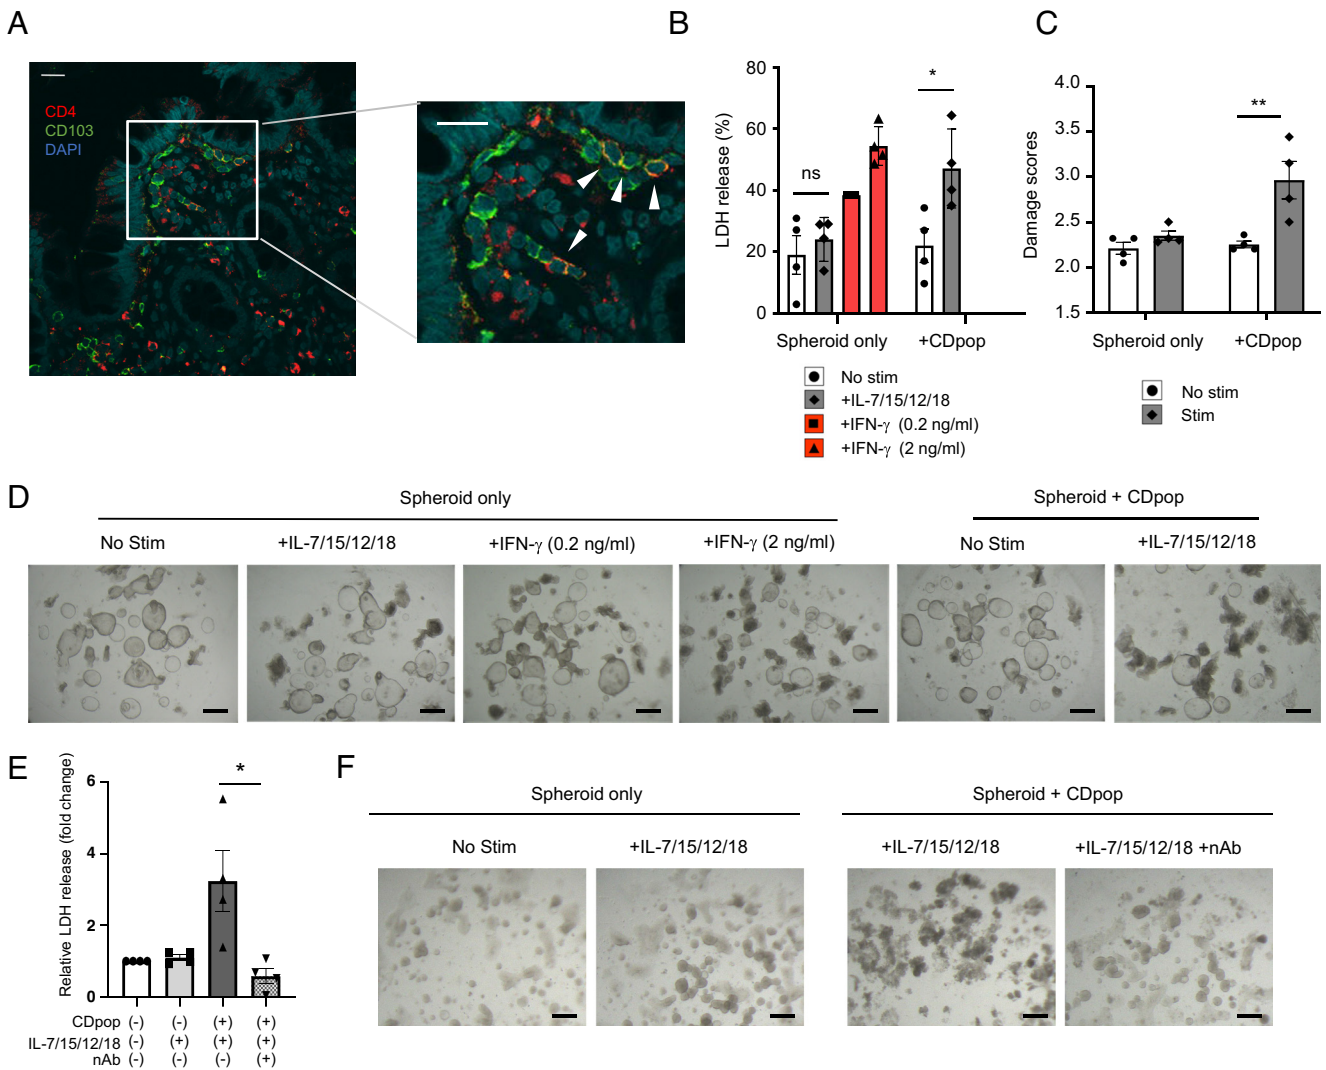 A
CD4
CD103
DAPI
B
LDH release (%)
80
60
40
20
0
ns
*
Spheroid only
+CDpop
No stim
+IL-7/15/12/18
+IFN-γ (0.2 ng/ml)
+IFN-γ (2 ng/ml)
C
Damage scores
4.0
3.5
3.0
2.5
2.0
1.5
**
Spheroid only
+CDpop
No stim
Stim
D
Spheroid only
Spheroid + CDpop
No Stim
+IL-7/15/12/18
+IFN-γ (0.2 ng/ml)
+IFN-γ (2 ng/ml)
No Stim
+IL-7/15/12/18
E
Relative LDH release (fold change)
6
4
2
0
*
CDpop (-) (-) (+) (+)
IL-7/15/12/18 (-) (+) (+) (+)
nAb (-) (-) (-) (+)
F
Spheroid only
Spheroid + CDpop
No Stim
+IL-7/15/12/18
+IL-7/15/12/18
+IL-7/15/12/18 +nAb